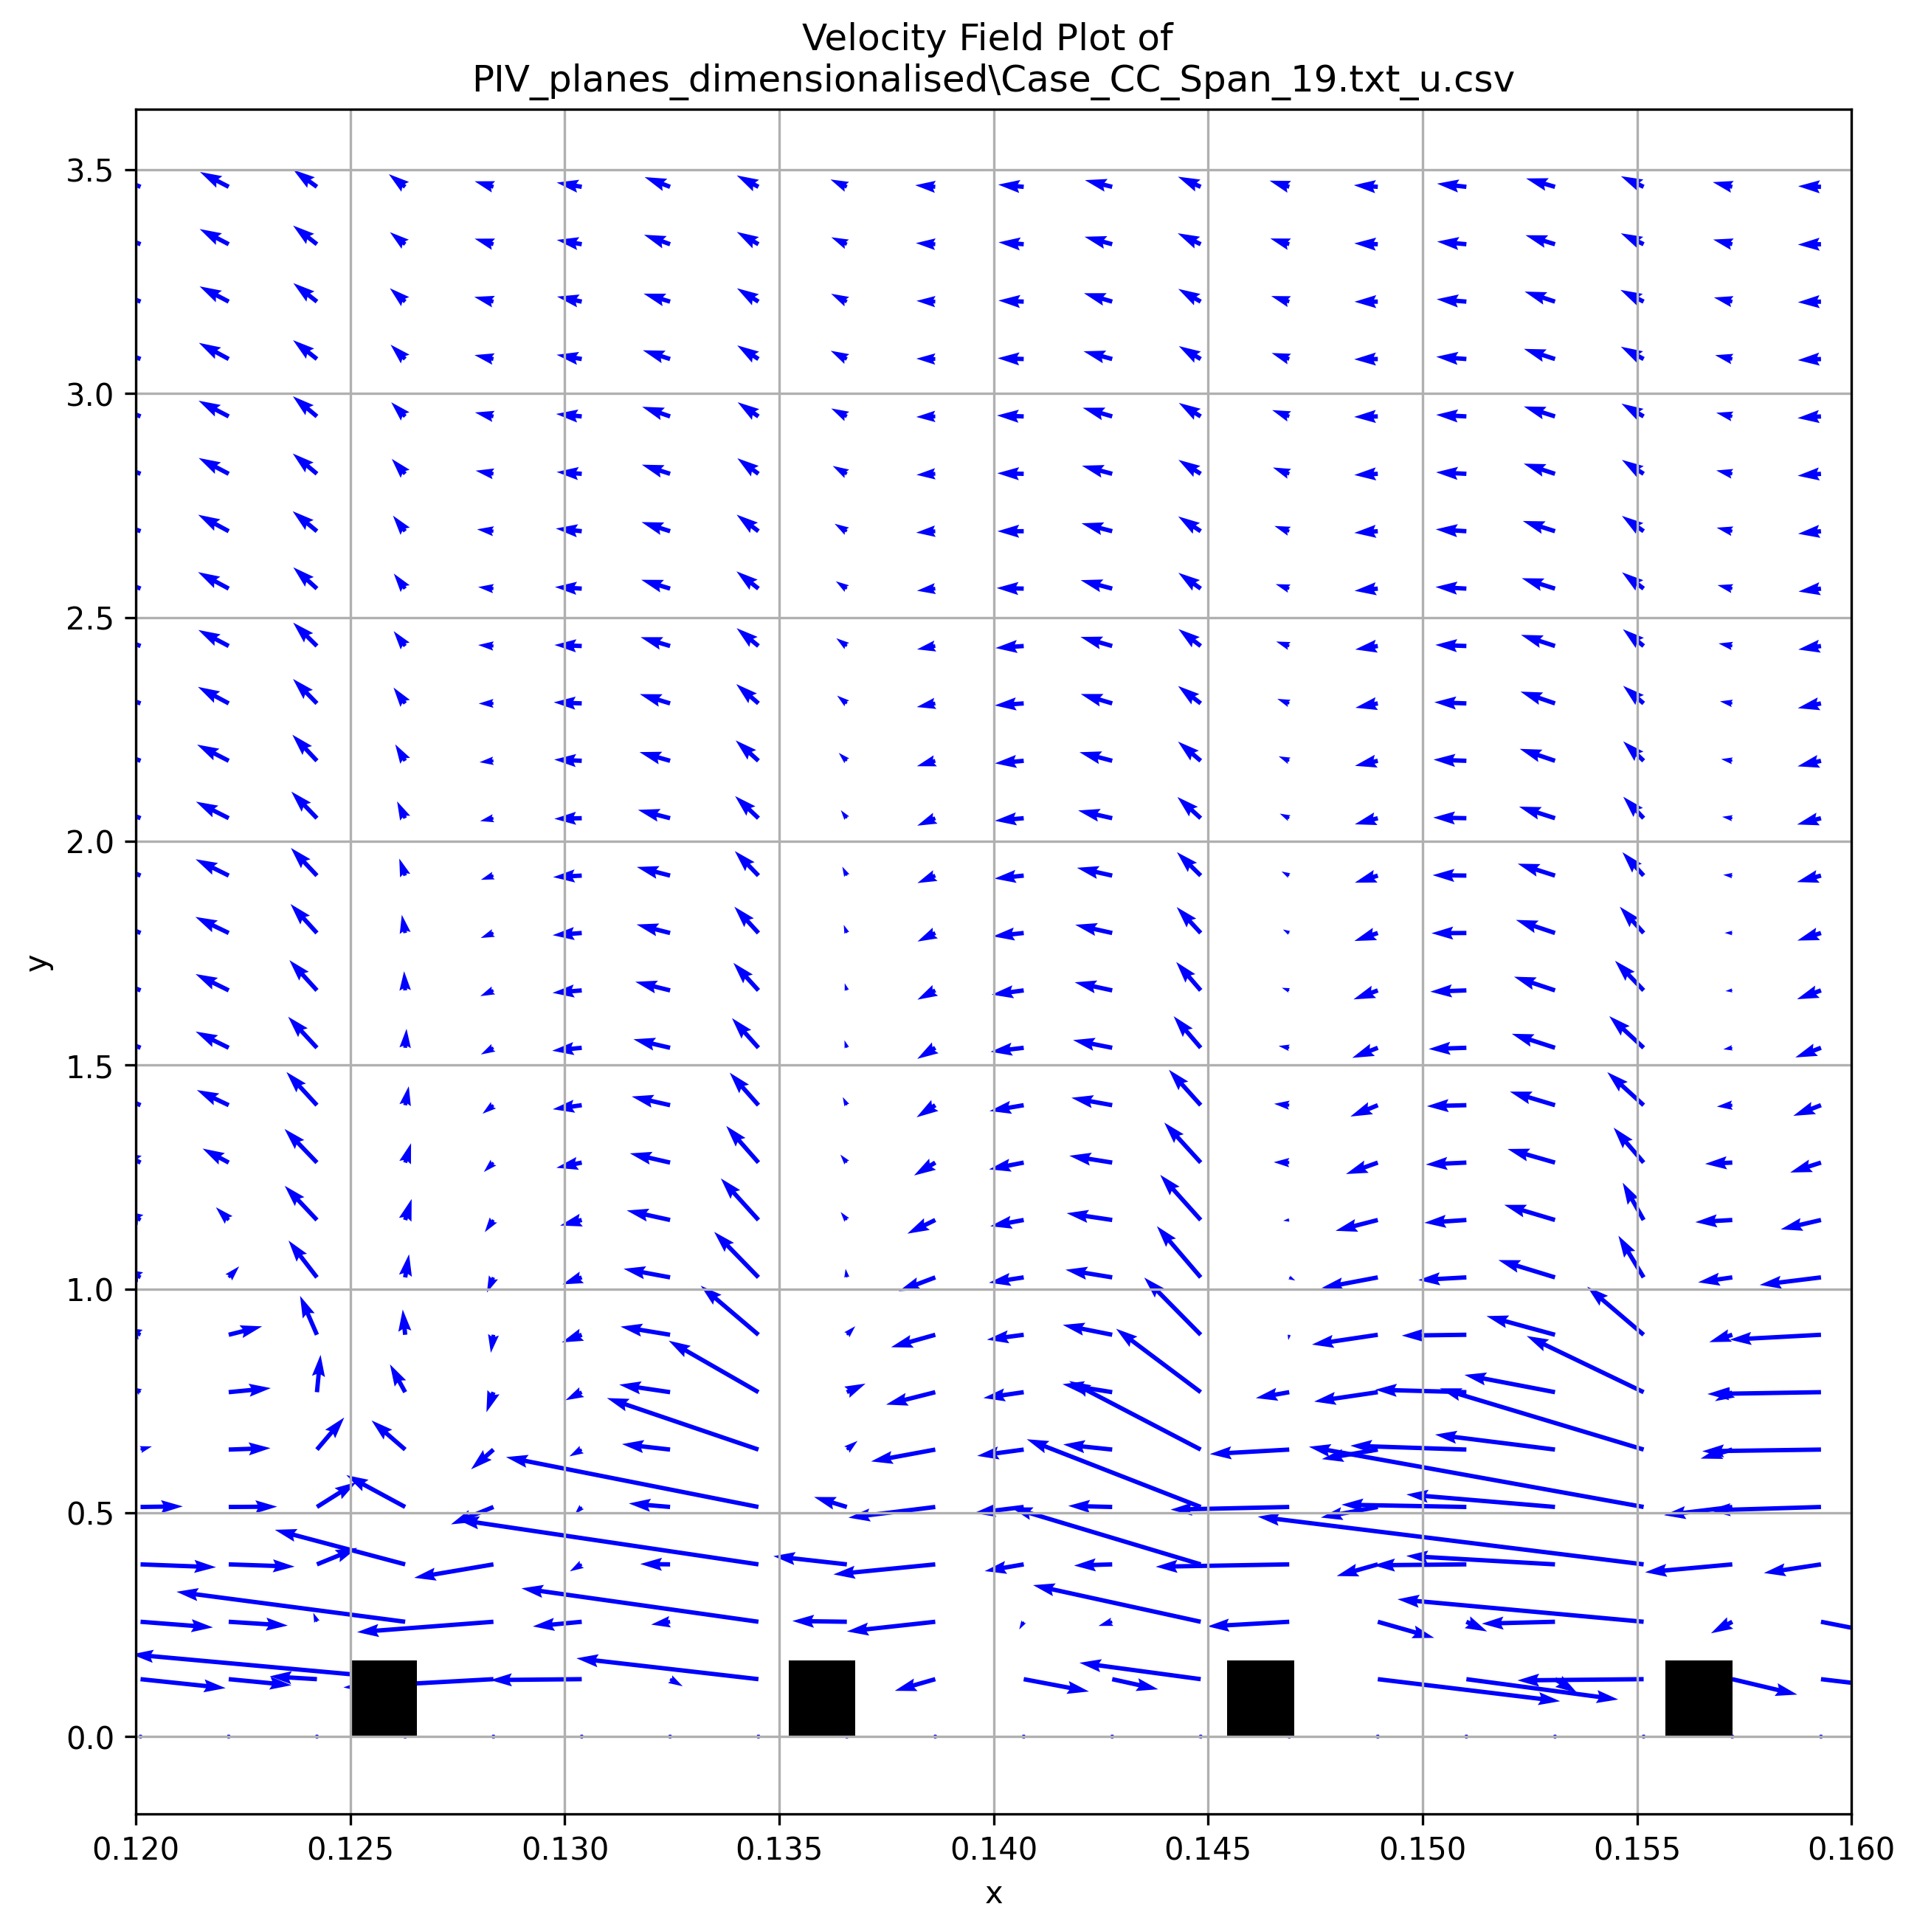 Velocity Field Plot of
PIV_planes_dimensionalised\Case_CC_Span_19.txt_u.csv
3.5
3.0
2.5
2.0
y
1.5
1.0
0.5
0.0
0.120 0.125 0.130 0.135 0.140 0.145 0.150 0.155 0.160
x